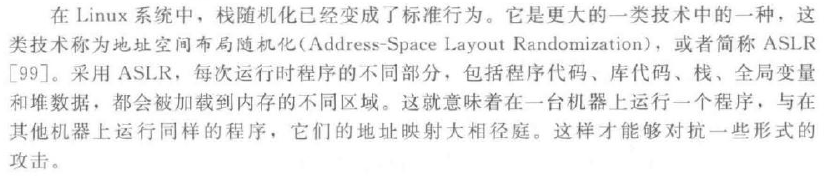 在 Linux 系统中，栈随机化已经变成了标准行为。它是更大的一类技术中的一种，这
类技术称为地址空间布局随机化(Address-Space Layout Randomization)，或者简称 ASLR
[99]。采用 ASLR，每次运行时程序的不同部分，包括程序代码、库代码、栈、全局变量
和堆数据，都会被加载到内存的不同区域。这就意味着在一台机器上运行一个程序，与在
其他机器上运行同样的程序，它们的地址映射大相径庭。这样才能够对抗一些形式的
攻击。